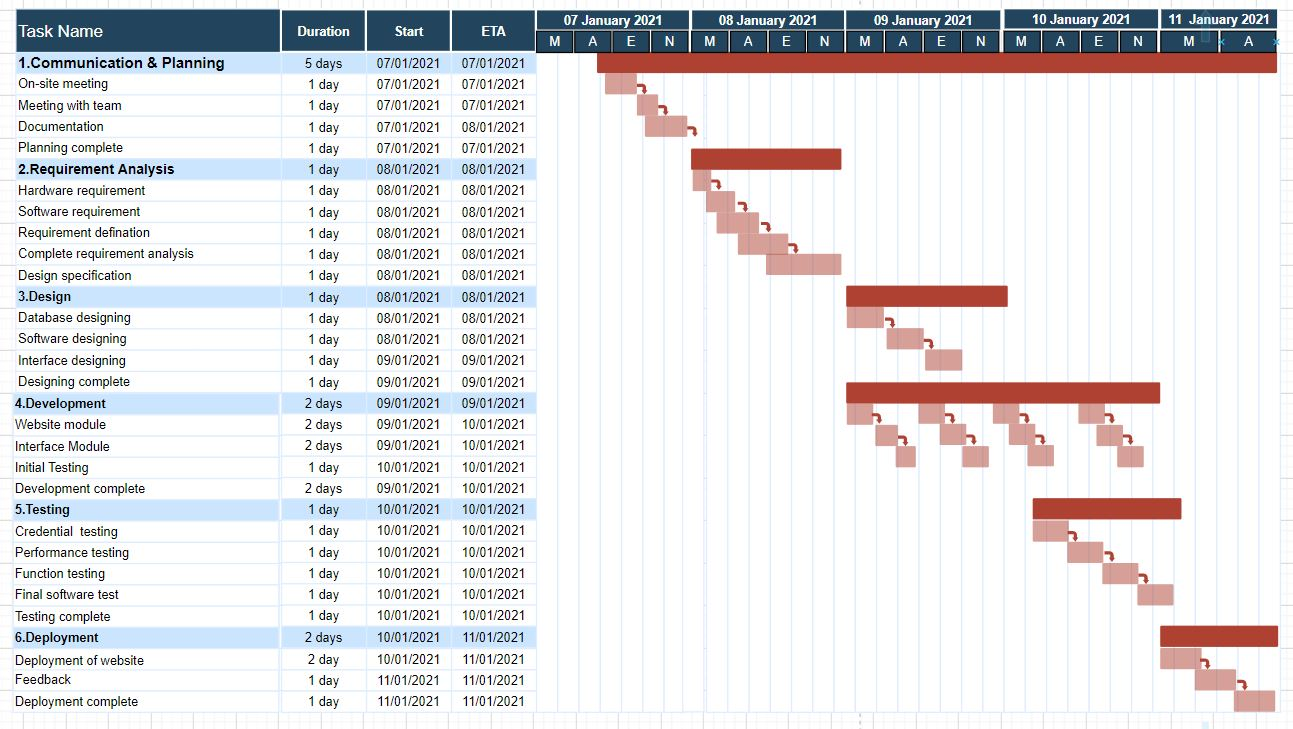 Task Name Duration Start ETA 07 January 2021 08 January 2021 09 January 2021 10 January 2021 11 January 2021
M A E N M A E N M A E N M A E N M A
1.Communication & Planning 5 days 07/01/2021 07/01/2021
On-site meeting 1 day 07/01/2021 07/01/2021
Meeting with team 1 day 07/01/2021 07/01/2021
Documentation 1 day 07/01/2021 08/01/2021
Planning complete 1 day 07/01/2021 07/01/2021
2.Requirement Analysis 1 day 08/01/2021 08/01/2021
Hardware requirement 1 day 08/01/2021 08/01/2021
Software requirement 1 day 08/01/2021 08/01/2021
Requirement defination 1 day 08/01/2021 08/01/2021
Complete requirement analysis 1 day 08/01/2021 08/01/2021
Design specification 1 day 08/01/2021 08/01/2021
3.Design 1 day 08/01/2021 08/01/2021
Database designing 1 day 08/01/2021 08/01/2021
Software designing 1 day 08/01/2021 08/01/2021
Interface designing 1 day 09/01/2021 09/01/2021
Designing complete 1 day 09/01/2021 09/01/2021
4.Development 2 days 09/01/2021 09/01/2021
Website module 2 days 09/01/2021 10/01/2021
Interface Module 2 days 09/01/2021 10/01/2021
Initial Testing 1 day 10/01/2021 10/01/2021
Development complete 2 days 09/01/2021 10/01/2021
5.Testing 1 day 10/01/2021 10/01/2021
Credential testing 1 day 10/01/2021 10/01/2021
Performance testing 1 day 10/01/2021 10/01/2021
Function testing 1 day 10/01/2021 10/01/2021
Final software test 1 day 10/01/2021 10/01/2021
Testing complete 1 day 10/01/2021 10/01/2021
6.Deployment 2 days 10/01/2021 11/01/2021
Deployment of website 2 day 10/01/2021 11/01/2021
Feedback 1 day 11/01/2021 11/01/2021
Deployment complete 1 day 11/01/2021 11/01/2021